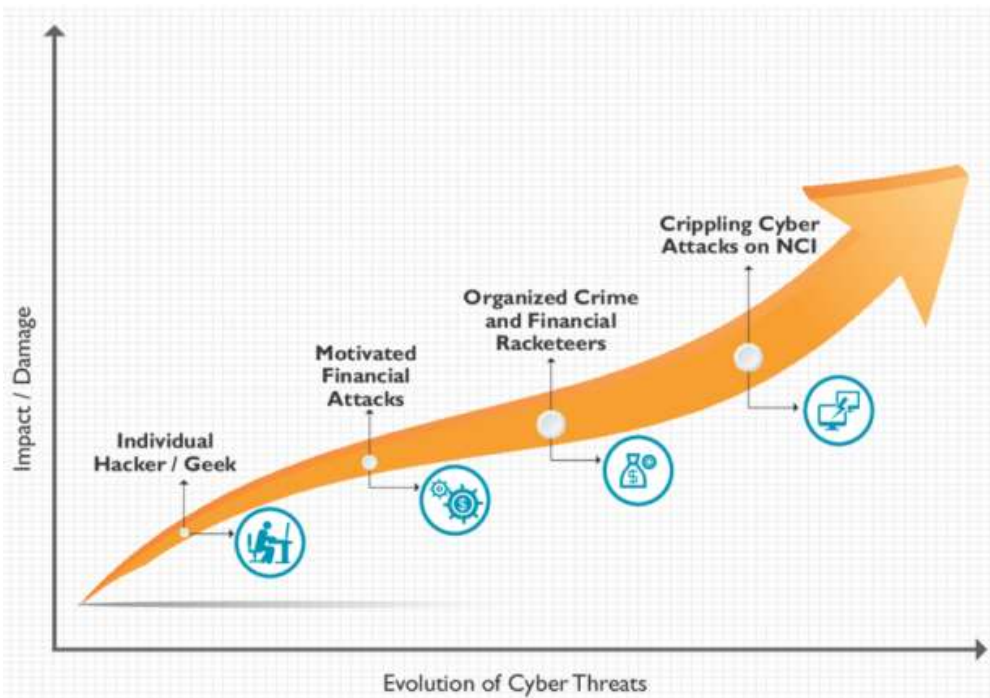 Crippling Cyber
Attacks on NCI
Organized Crime
and Financial
Racketeers
Motivated
Financial
Attacks
Individual
Hacker / Geek
Impact / Damage
$
$
Evolution of Cyber Threats